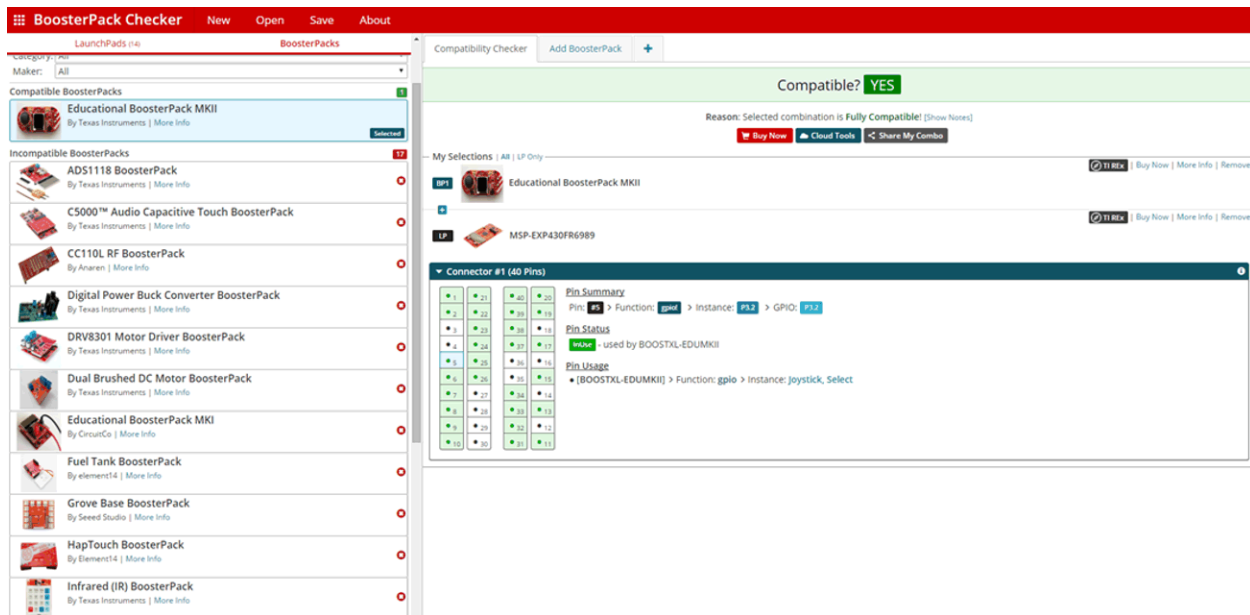 BoosterPack Checker New Open Save About
LaunchPads (14) BoosterPacks
Category: All
Maker: All
Compatible BoosterPacks 1
Educational BoosterPack MKII
By Texas Instruments | More Info
Selected
Incompatible BoosterPacks 17
ADS1118 BoosterPack
By Texas Instruments | More Info
C5000™ Audio Capacitive Touch BoosterPack
By Texas Instruments | More Info
CC110L RF BoosterPack
By Anaren | More Info
Digital Power Buck Converter BoosterPack
By Texas Instruments | More Info
DRV8301 Motor Driver BoosterPack
By Texas Instruments | More Info
Dual Brushed DC Motor BoosterPack
By Texas Instruments | More Info
Educational BoosterPack MKI
By CircuitCo | More Info
Fuel Tank BoosterPack
By element14 | More Info
Grove Base BoosterPack
By Seeed Studio | More Info
HapTouch BoosterPack
By Element14 | More Info
Infrared (IR) BoosterPack
By Texas Instruments | More Info
Compatibility Checker Add BoosterPack +
Compatible? YES
Reason: Selected combination is Fully Compatible! [Show Notes]
Buy Now Cloud Tools Share My Combo
My Selections | All | LP Only
TI REx | Buy Now | More Info | Remove
BP1 Educational BoosterPack MKII
TI REx | Buy Now | More Info | Remove
LP MSP-EXP430FR6989
Connector #1 (40 Pins)
1 21 40 20
2 22 39 19
3 23 38 18
4 24 37 17
5 25 36 16
6 26 35 15
7 27 34 14
8 28 33 13
9 29 32 12
10 30 31 11
Pin Summary
Pin: #5 > Function: gpio! > Instance: P3.2 > GPIO: P3.2
Pin Status
inUse - used by BOOSTXL-EDUMKII
Pin Usage
• [BOOSTXL-EDUMKII] > Function: gpio > Instance: Joystick, Select